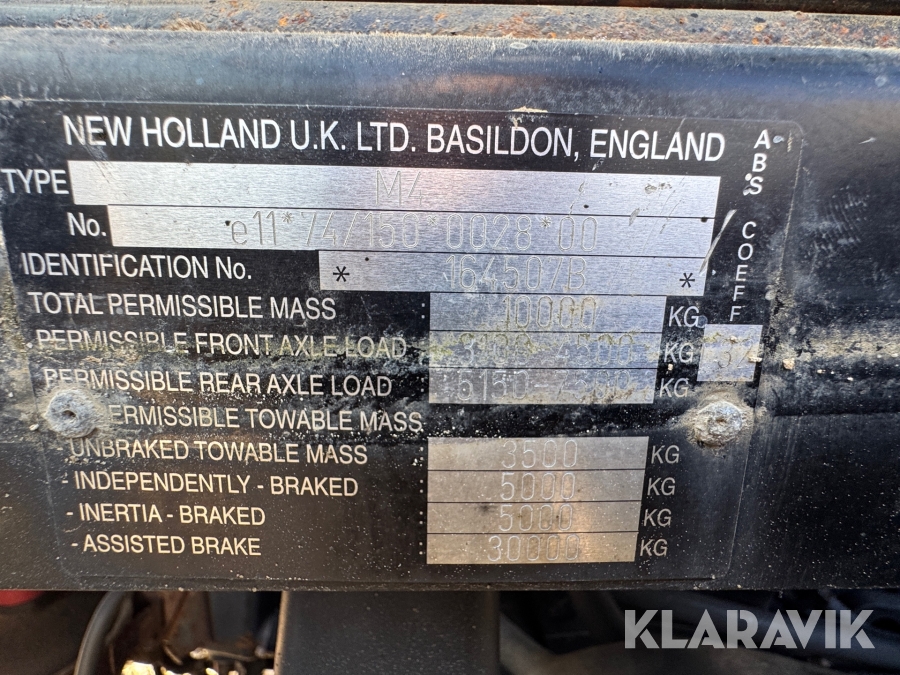 NEW HOLLAND U.K. LTD. BASILDON, ENGLAND
ABS COEFF
TYPE M4
No. e11*74/150*0028*00
IDENTIFICATION No. * 164507B *
TOTAL PERMISSIBLE MASS 10000 KG
PERMISSIBLE FRONT AXLE LOAD KG
PERMISSIBLE REAR AXLE LOAD KG
PERMISSIBLE TOWABLE MASS
UNBRAKED TOWABLE MASS 3500 KG
- INDEPENDENTLY - BRAKED 5000 KG
- INERTIA - BRAKED 5000 KG
- ASSISTED BRAKE 30000 KG
KLARAVIK